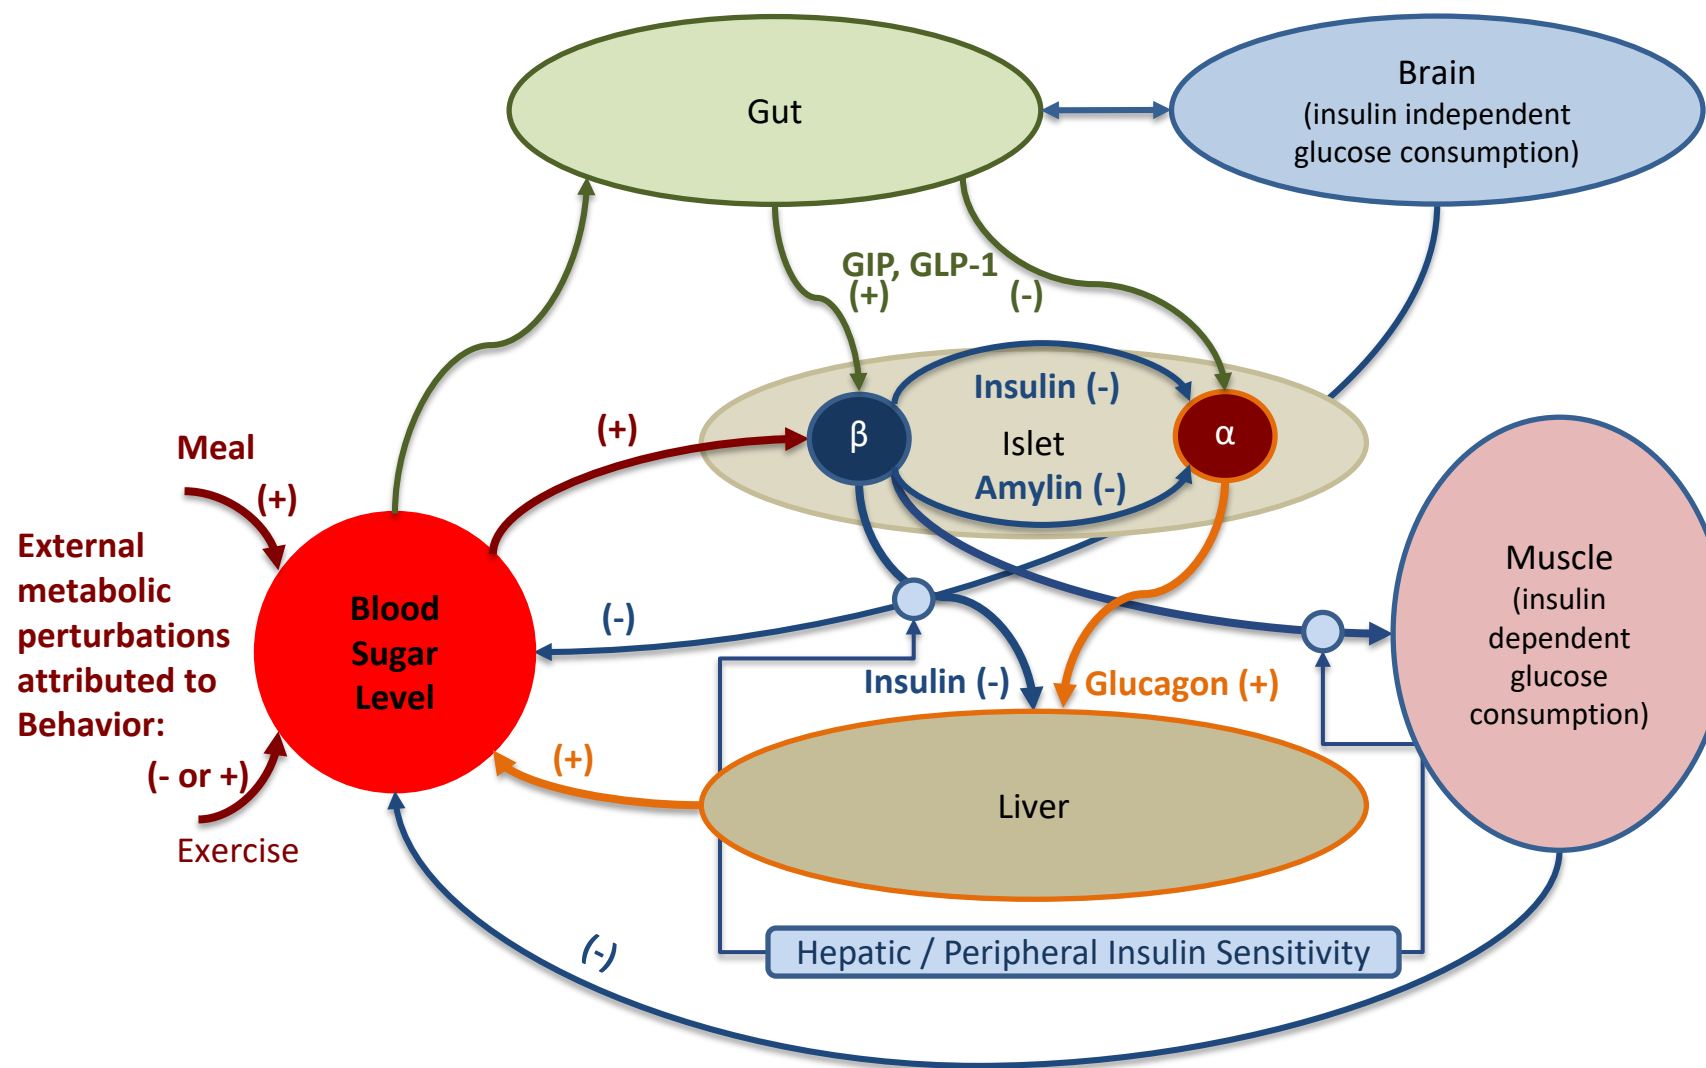 Gut
Brain
(insulin independent
glucose consumption)
GIP, GLP-1
(+)
(-)
Insulin (-)
β
α
Islet
Amylin (-)
(+)
Meal
(+)
External
metabolic
perturbations
attributed to
Behavior:
(- or +)
Exercise
Blood
Sugar
Level
(-)
Insulin (-)
Glucagon (+)
(+)
Liver
Muscle
(insulin
dependent
glucose
consumption)
Hepatic / Peripheral Insulin Sensitivity
(-)